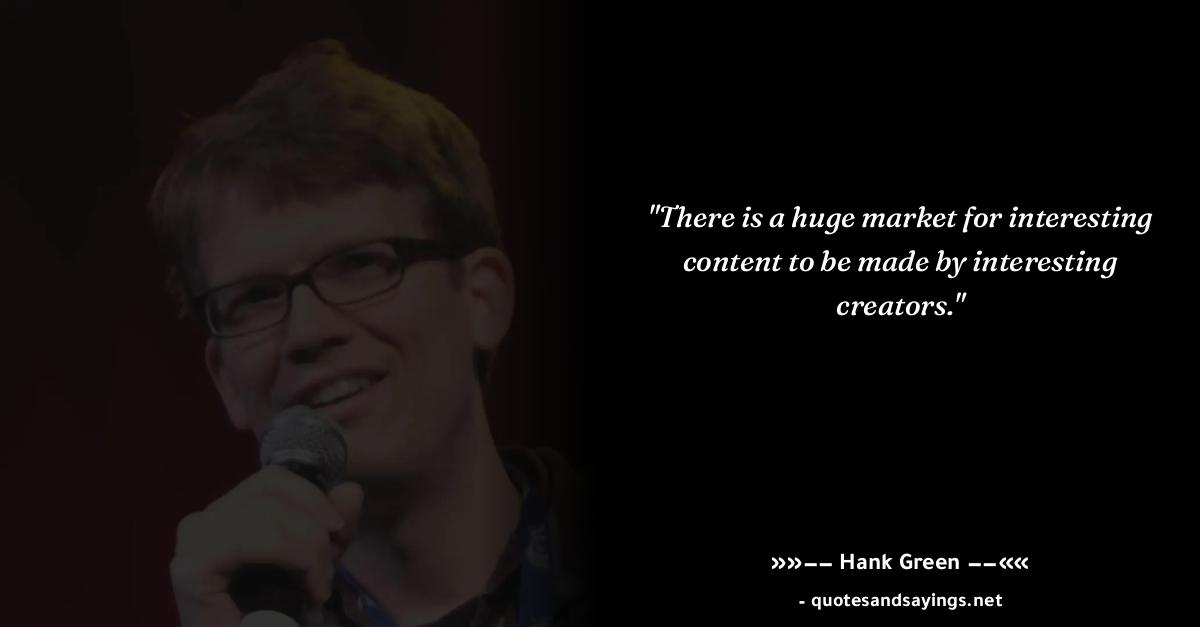 "There is a huge market for interesting
content to be made by interesting
creators."
»»−− Hank Green −−««
- quotesandsayings.net